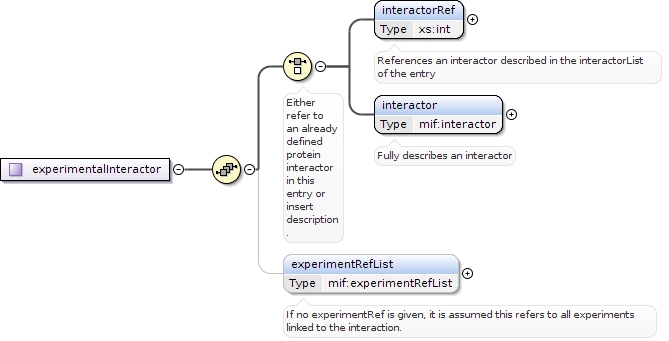 interactorRef
Type xs:int
References an interactor described in the interactorList
of the entry
interactor
Type mif:interactor
Fully describes an interactor
Either
refer to
an already
defined
protein
interactor
in this
entry or
insert
description
.
experimentalInteractor
experimentRefList
Type mif:experimentRefList
If no experimentRef is given, it is assumed this refers to all experiments
linked to the interaction.